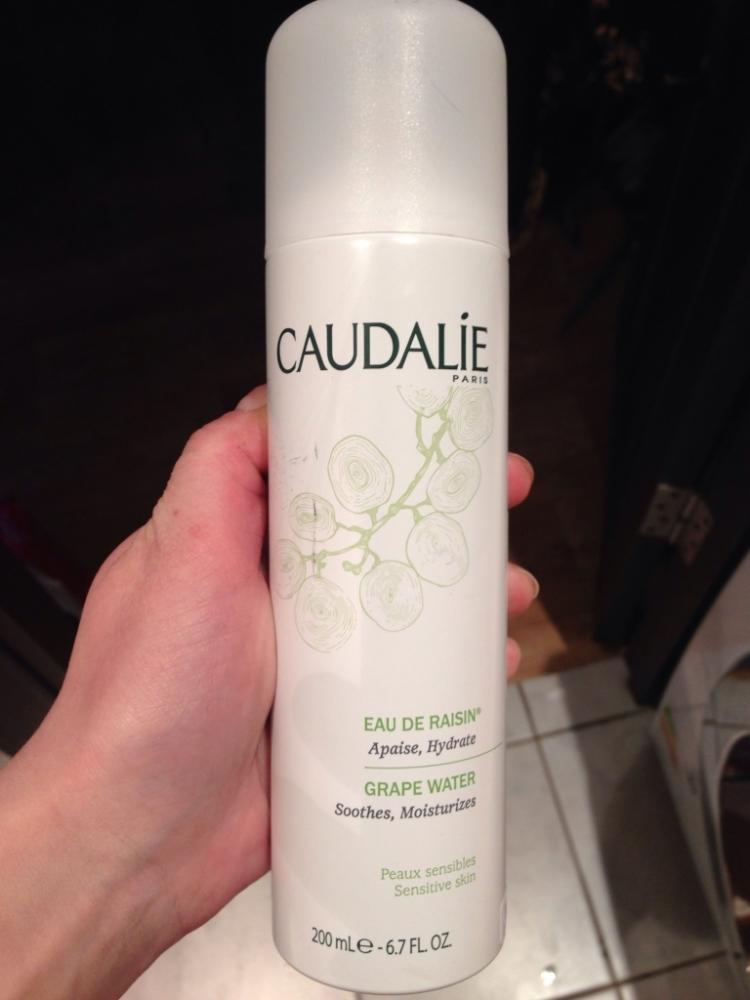 CAUDALÍE
PARIS
EAU DE RAISIN®
Apaise, Hydrate
GRAPE WATER
Soothes, Moisturizes
Peaux sensibles
Sensitive skin
200 mL e - 6.7 FL. OZ.